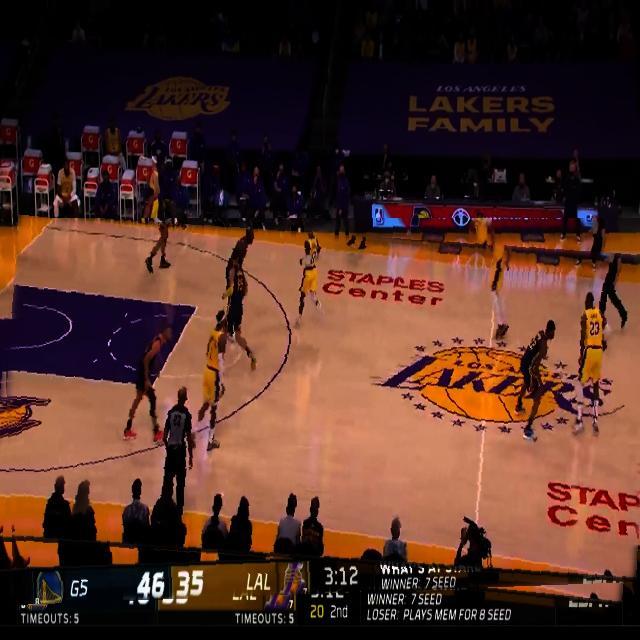 LAKERS
LOS ANGELES
LAKERS
FAMILY
STAPLES
Center
LAKERS
23
STAP
Cen
GS 46 35 LAL 3:12
20 2nd
TIMEOUTS: 5
TIMEOUTS: 5
WINNER: 7 SEED
WINNER: 7 SEED
LOSER: PLAYS MEM FOR 8 SEED